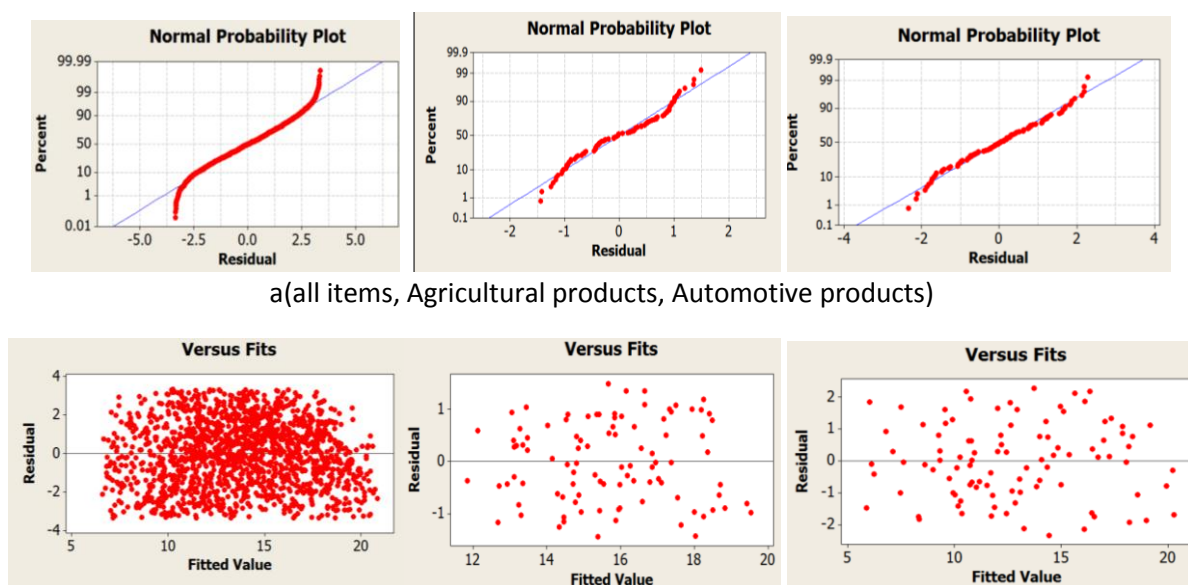 Normal Probability Plot
99.99
99
90
50
10
1
0.01
Percent
-5.0 -2.5 0.0 2.5 5.0
Residual
Normal Probability Plot
99.9
99
90
50
10
1
0.1
Percent
-2 -1 0 1 2
Residual
Normal Probability Plot
99.9
99
90
50
10
1
0.1
Percent
-4 -2 0 2 4
Residual
a(all items, Agricultural products, Automotive products)
Versus Fits
4
2
0
-2
-4
Residual
5 10 15 20
Fitted Value
Versus Fits
1
0
-1
Residual
12 14 16 18 20
Fitted Value
Versus Fits
2
1
0
-1
-2
Residual
5 10 15 20
Fitted Value